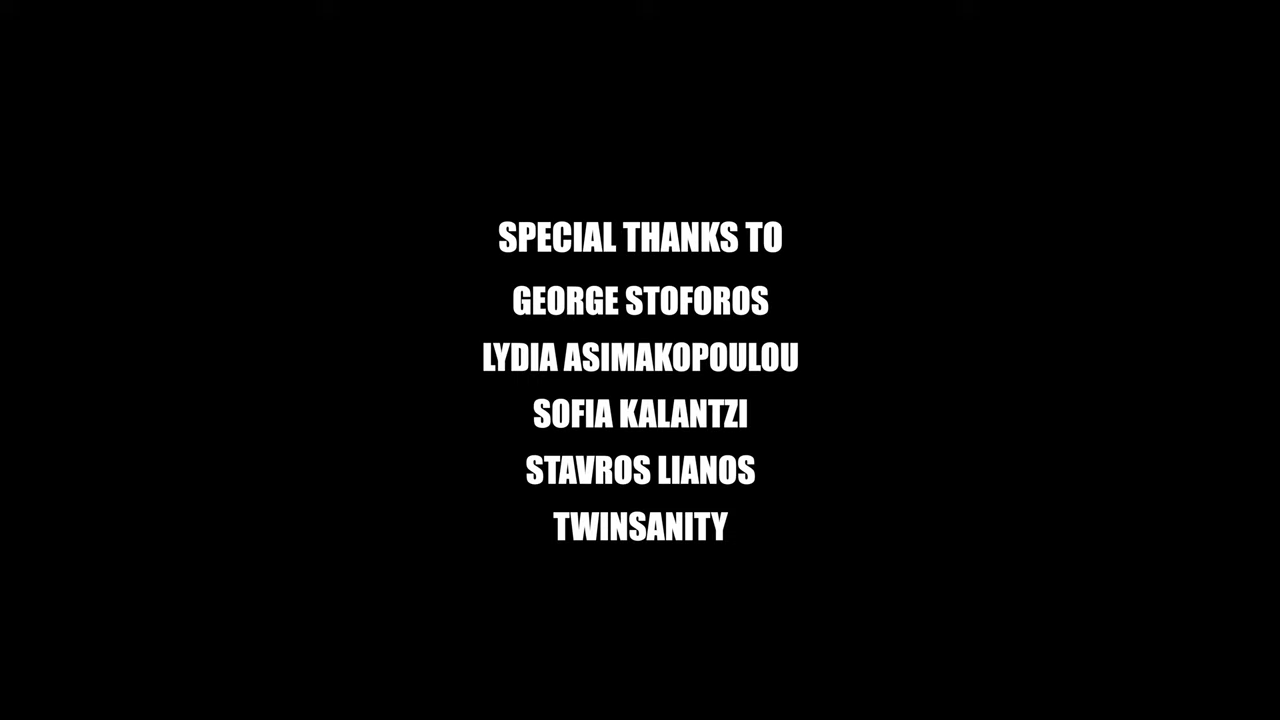 SPECIAL THANKS TO
GEORGE STOFOROS
LYDIA ASIMAKOPOULOU
SOFIA KALANTZI
STAVROS LIANOS
TWINSANITY